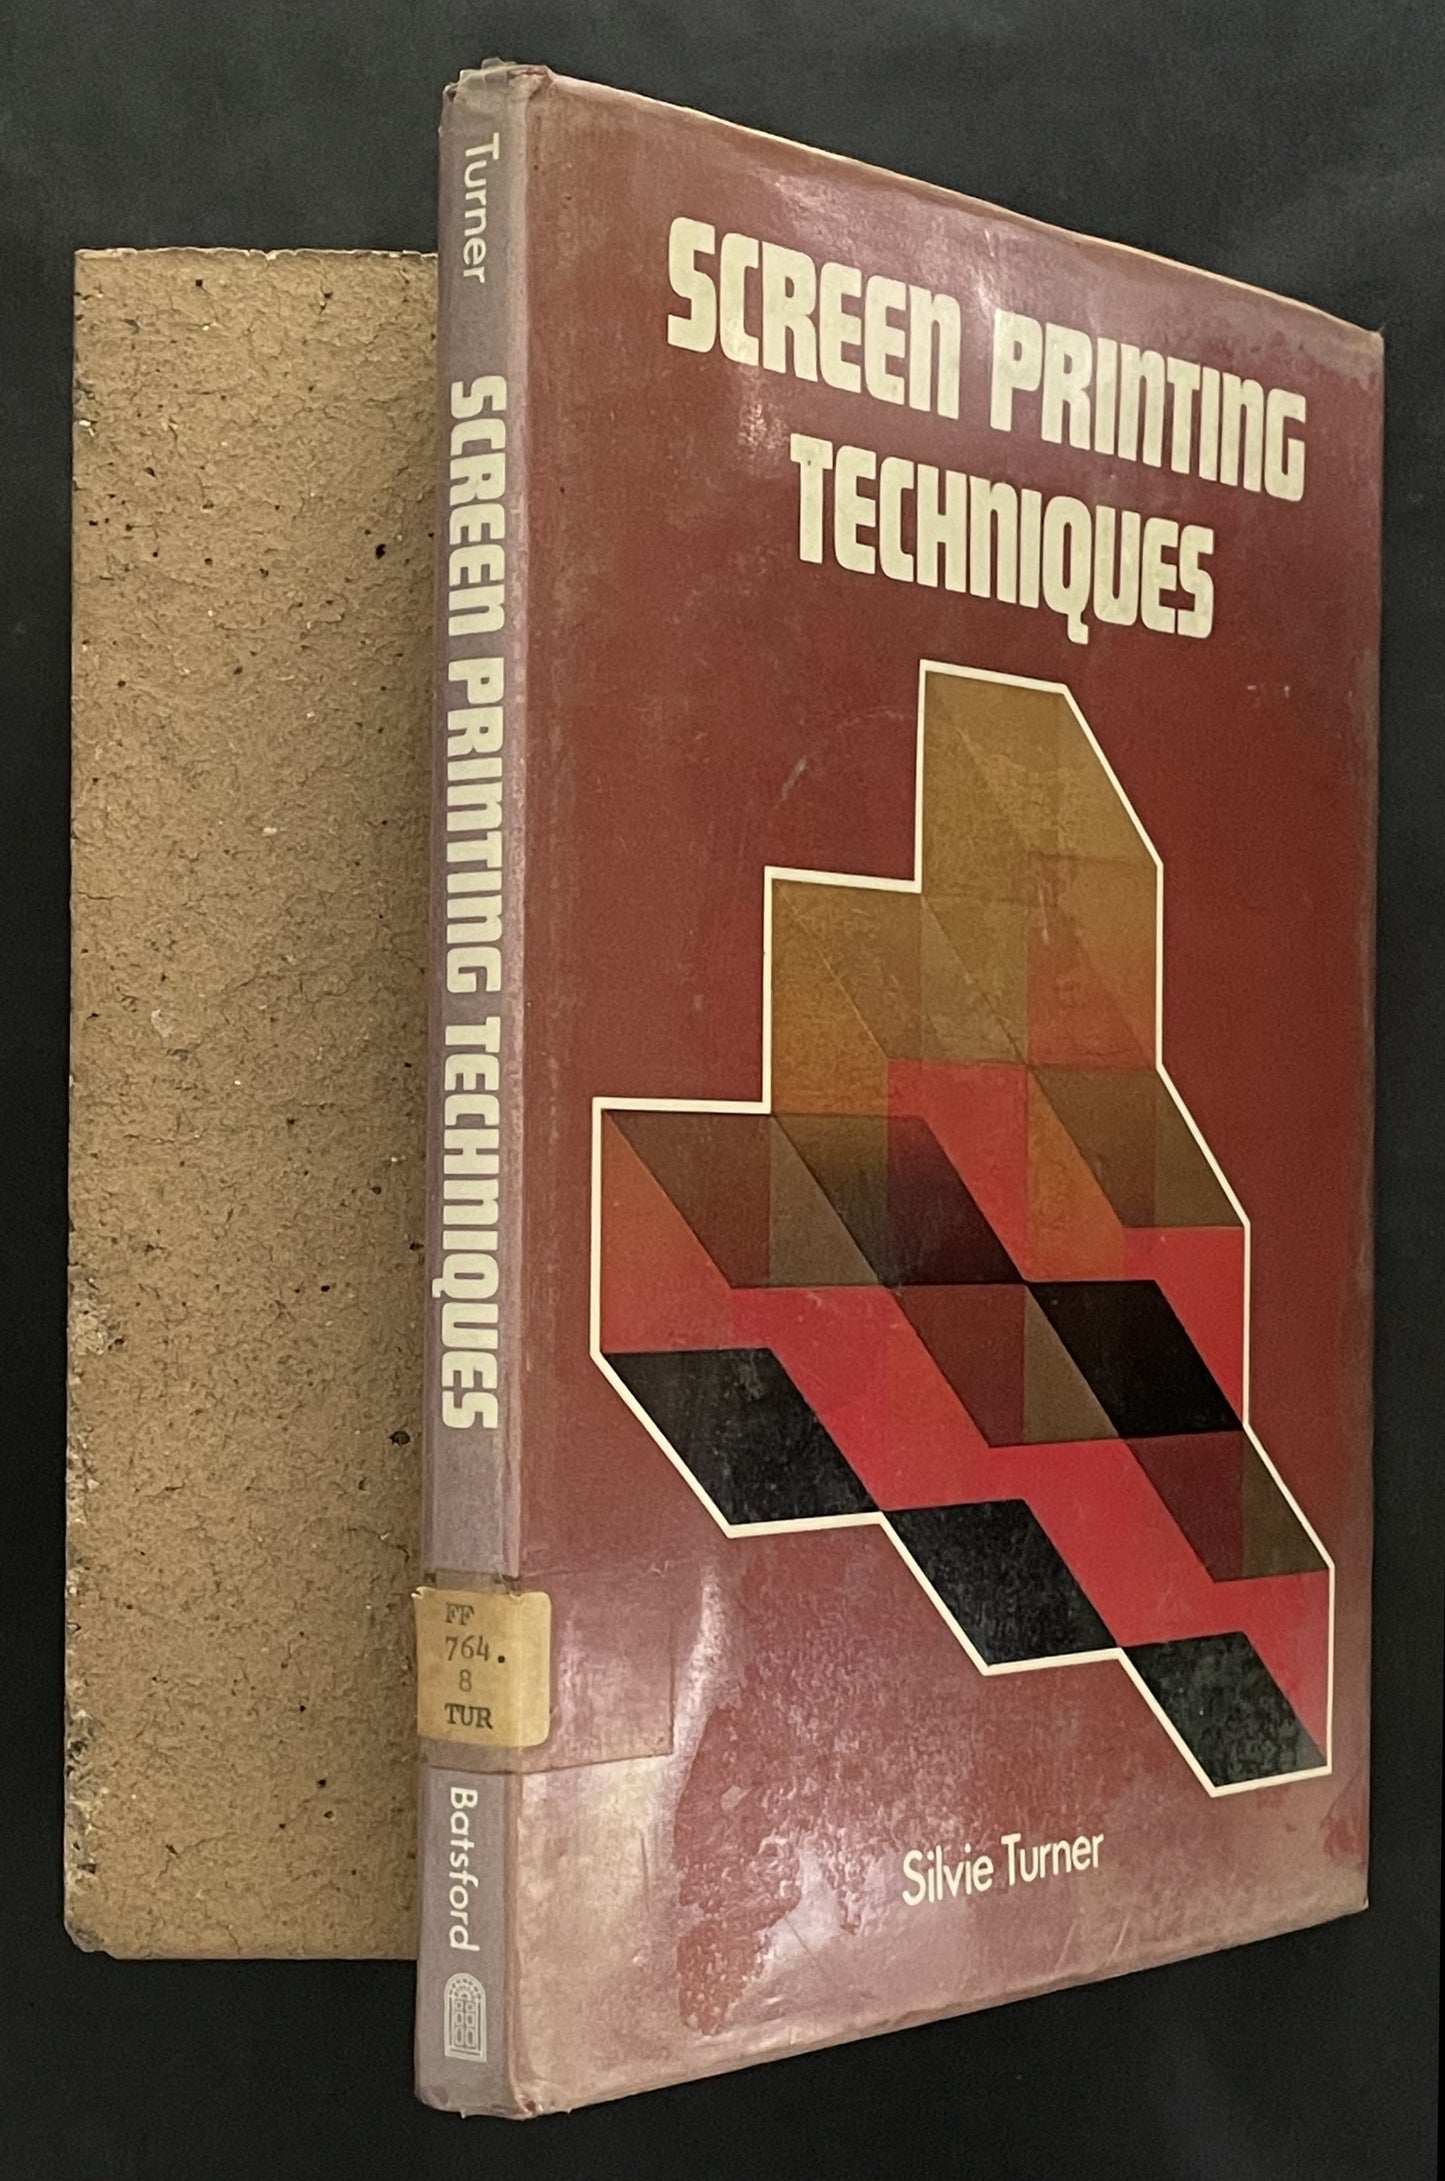 Turner
SCREEN PRINTING TECHNIQUES
FF
764.
8
TUR
Batsford
SCREEN PRINTING
TECHNIQUES
Silvie Turner